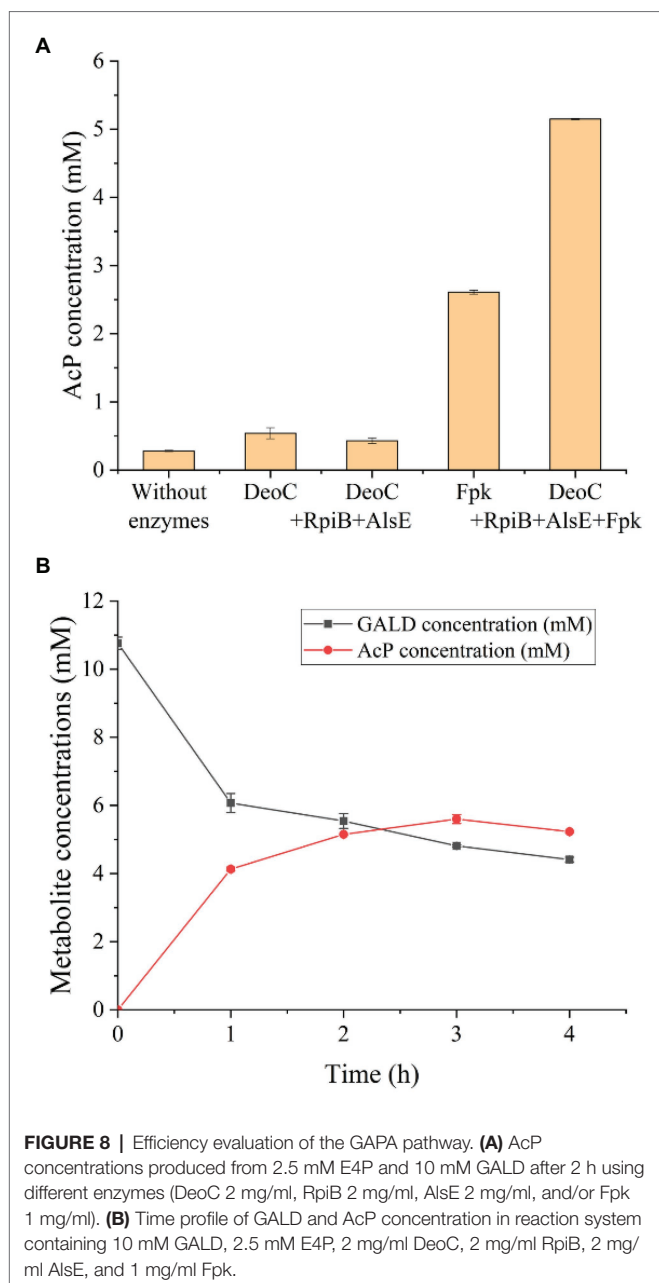 A
AcP concentration (mM)
6
5
4
3
2
1
0
Without enzymes
DeoC
DeoC +RpiB+AlsE
Fpk
DeoC +RpiB+AlsE+Fpk
B
Metabolite concentrations (mM)
12
10
8
6
4
2
0
GALD concentration (mM)
AcP concentration (mM)
0 1 2 3 4
Time (h)
FIGURE 8 | Efficiency evaluation of the GAPA pathway. (A) AcP
concentrations produced from 2.5 mM E4P and 10 mM GALD after 2 h using
different enzymes (DeoC 2 mg/ml, RpiB 2 mg/ml, AlsE 2 mg/ml, and/or Fpk
1 mg/ml). (B) Time profile of GALD and AcP concentration in reaction system
containing 10 mM GALD, 2.5 mM E4P, 2 mg/ml DeoC, 2 mg/ml RpiB, 2 mg/
ml AlsE, and 1 mg/ml Fpk.